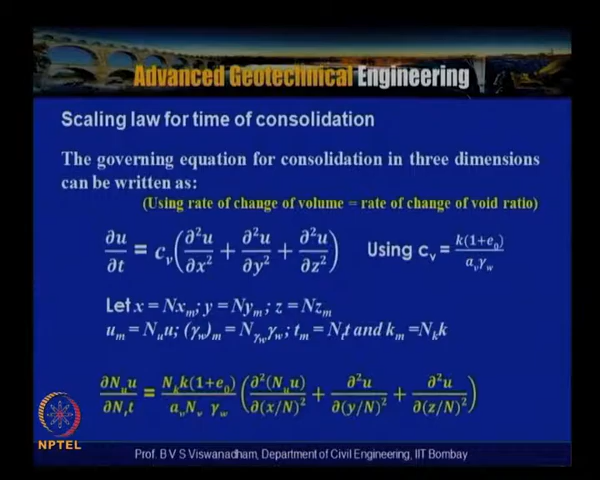 Advanced Geotechnical Engineering
Scaling law for time of consolidation
The governing equation for consolidation in three dimensions
can be written as:
(Using rate of change of volume = rate of change of void ratio)
∂u/∂t = c_v(∂²u/∂x² + ∂²u/∂y² + ∂²u/∂z²) Using c_v = k(1+e_0)/a_vγ_w
Let x = Nx_m; y = Ny_m; z = Nz_m
u_m = N_u u; (γ_w)_m = N_γ_w γ_w; t_m = N_t t and k_m =N_k k
∂N_u u/∂N_t t = N_k k(1+e_0)/a_v N_v γ_w (∂²(N_u u)/∂(x/N)² + ∂²u/∂(y/N)² + ∂²u/∂(z/N)²)
NPTEL
Prof. B V S Viswanadham, Department of Civil Engineering, IIT Bombay